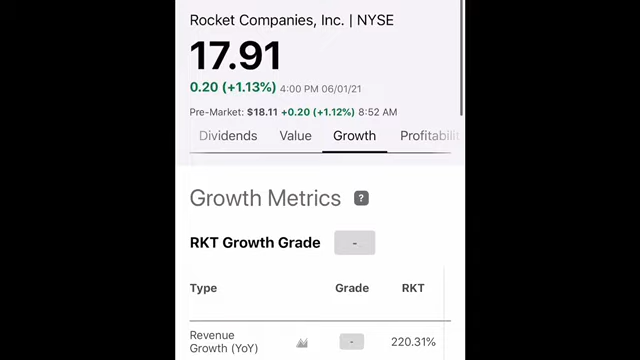 Rocket Companies, Inc. | NYSE
17.91
0.20 (+1.13%) 4:00 PM 06/01/21
Pre-Market: $18.11 +0.20 (+1.12%) 8:52 AM
Dividends Value Growth Profitabilit
Growth Metrics ?
RKT Growth Grade -
Type Grade RKT
Revenue
Growth (YoY) - 220.31%